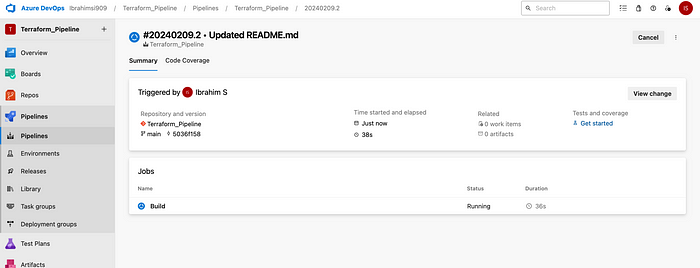 Azure DevOps Ibrahimsi909 / Terraform_Pipeline / Pipelines / Terraform_Pipeline / 20240209.2
Search
IS
T Terraform_Pipeline +
Overview
Boards
Repos
Pipelines
Pipelines
Environments
Releases
Library
Task groups
Deployment groups
Test Plans
Artifacts
#20240209.2 • Updated README.md
Terraform_Pipeline
Cancel
Summary Code Coverage
Triggered by IS Ibrahim S
View change
Repository and version
Terraform_Pipeline
main 5036f158
Time started and elapsed
Just now
38s
Related
0 work items
0 artifacts
Tests and coverage
Get started
Jobs
Name Status Duration
Build Running 36s